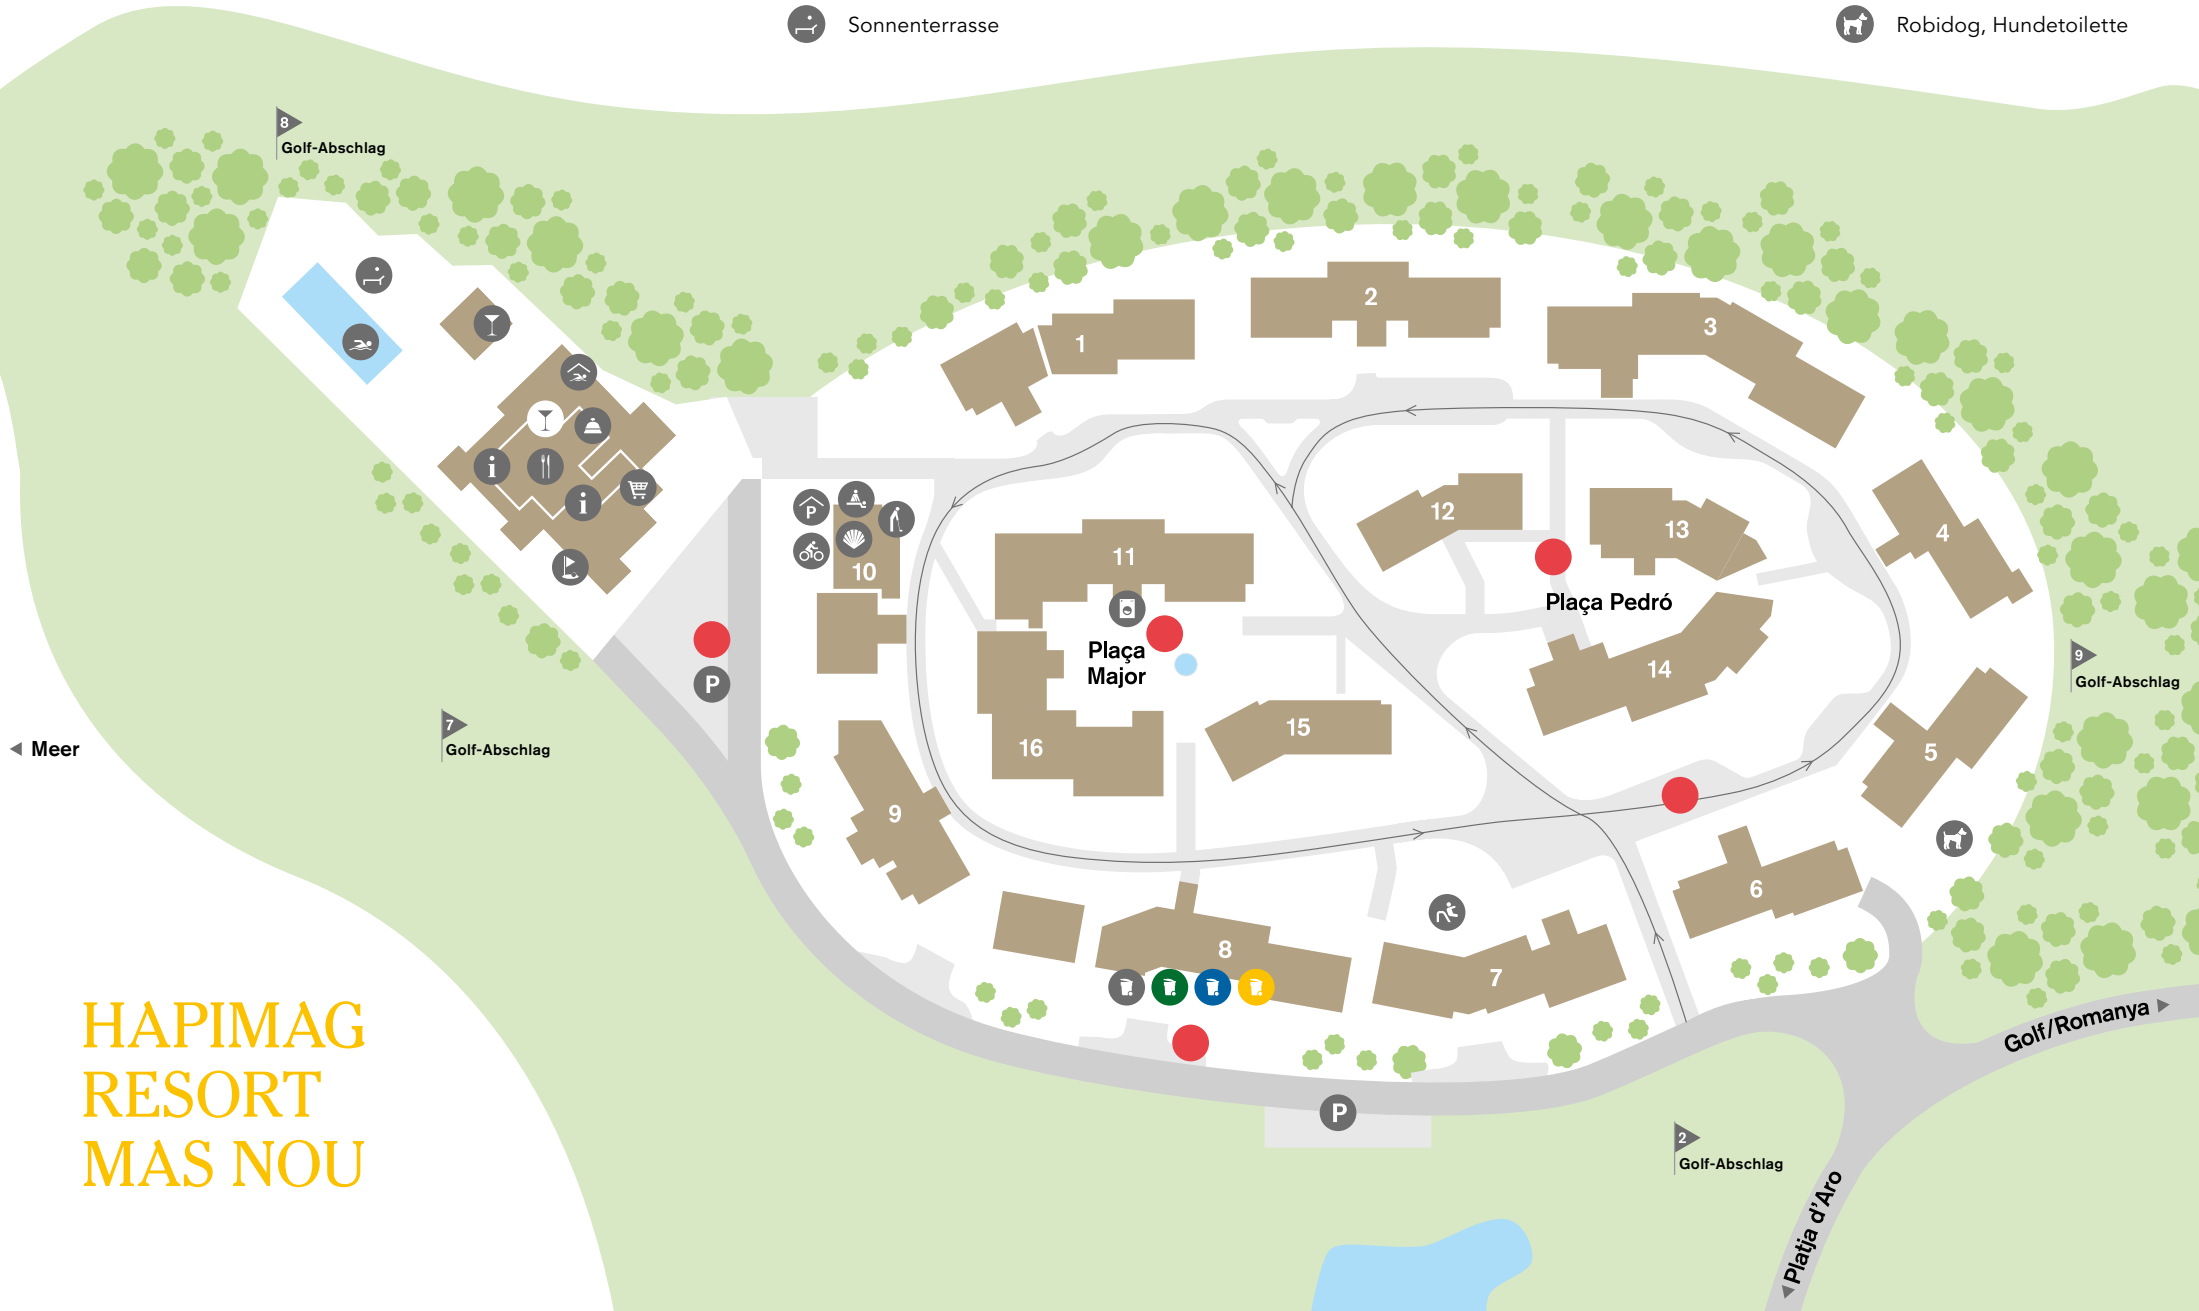 Sonnenterrasse
Robidog, Hundetoilette
8
Golf-Abschlag
2
3
1
12
13
4
11
10
Plaça Pedró
Plaça
Major
14
9
Golf-Abschlag
P
P
7
Golf-Abschlag
Meer
15
16
5
9
6
8
7
HAPIMAG
RESORT
MAS NOU
Golf/Romanya
P
2
Golf-Abschlag
Platja d'Aro
i
i